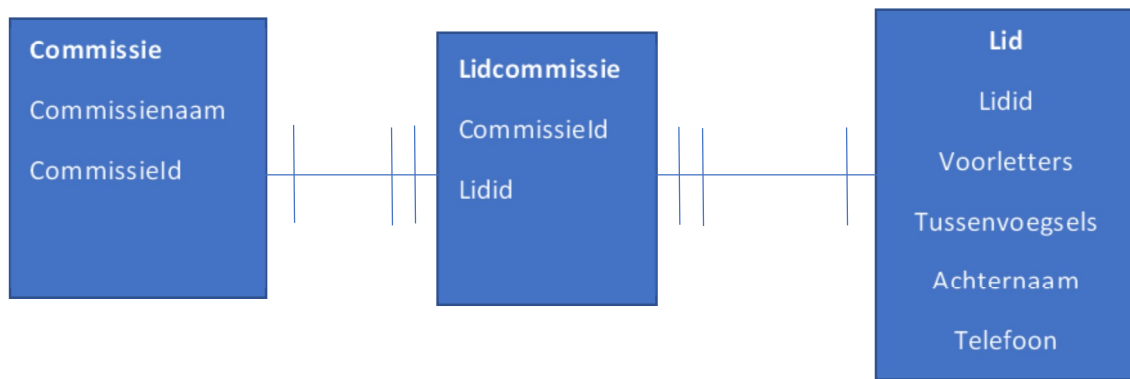 Commissie
Commissienaam
CommissieId
Lidcommissie
CommissieId
Lidid
Lid
Lidid
Voorletters
Tussenvoegsels
Achternaam
Telefoon